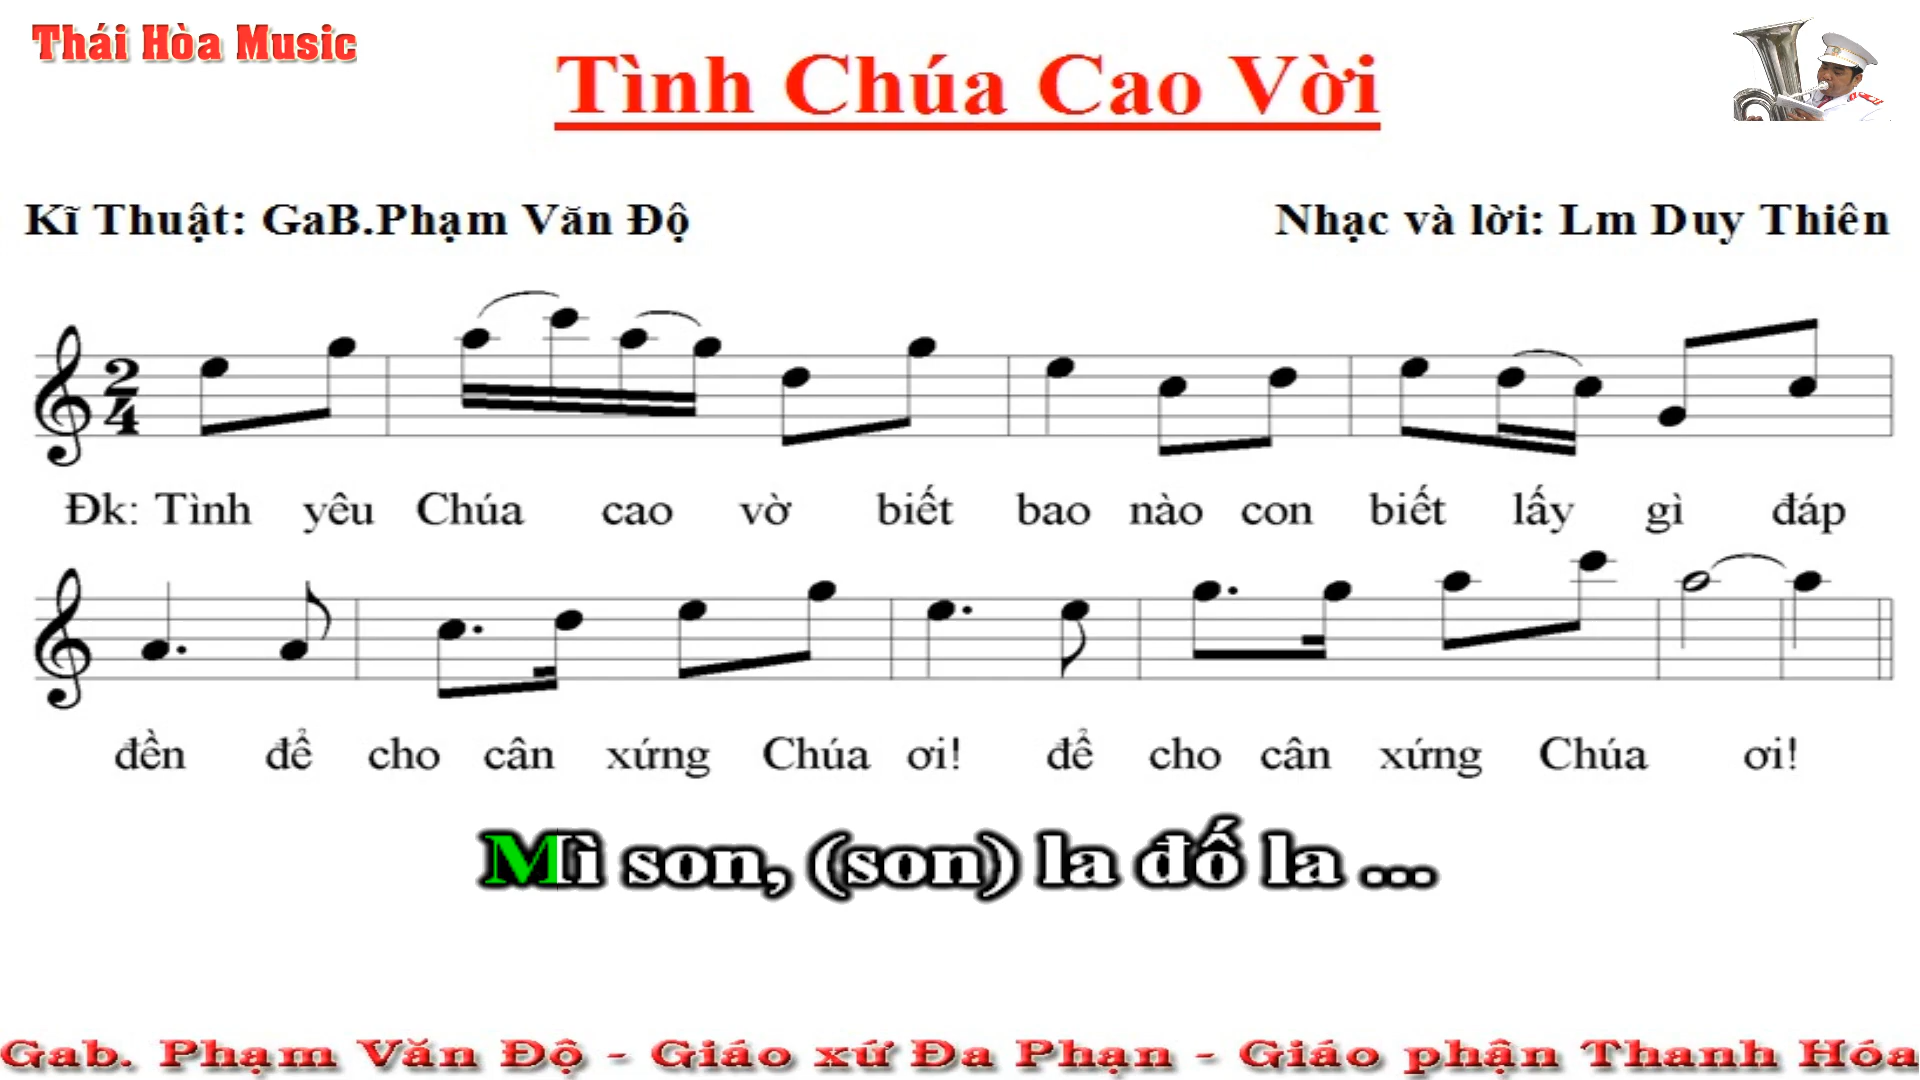 Thái Hòa Music
Tình Chúa Cao Vời
Kĩ Thuật: GaB.Phạm Văn Độ
Nhạc và lời: Lm Duy Thiên
2
4
Đk: Tình yêu Chúa cao vờ biết bao nào con biết lấy gì đáp
đền để cho cân xứng Chúa ơi! để cho cân xứng Chúa ơi!
Mì son, (son) la đố la ...
Gab. Phạm Văn Độ - Giáo xứ Đa Phạn - Giáo phận Thanh Hóa